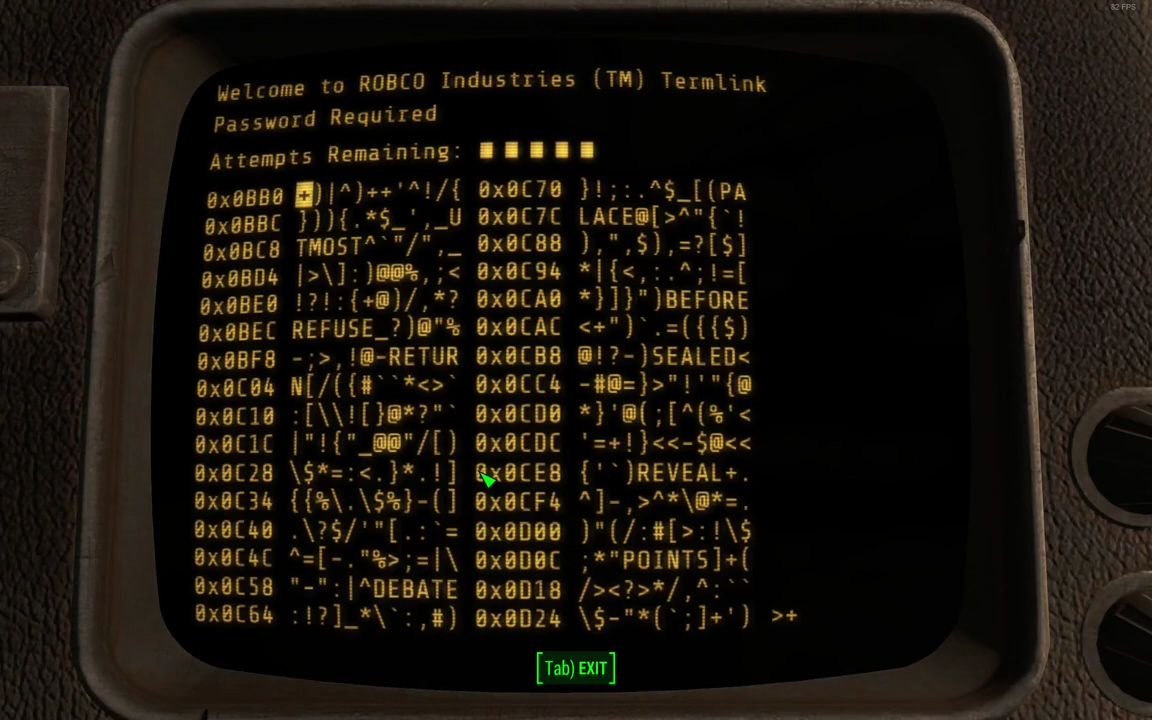 82 FPS
Welcome to ROBCO Industries (TM) Termlink
Password Required
Attempts Remaining: ■ ■ ■ ■ ■
0x0BB0 +)|^)++'^!/{ 0x0C70 }!;:.^$_[(PA
0x0BBC })){.*$_',_U 0x0C7C LACE@[>^"{`!
0x0BC8 TMOST^`"/",_ 0x0C88 ),",$),=?[$]
0x0BD4 |>\]:)@@%,;< 0x0C94 *|{<,:.^;!=[
0x0BE0 !?!:{+@)/,*? 0x0CA0 *}]}")BEFORE
0x0BEC REFUSE_?)@"% 0x0CAC <+")`.=({{$)
0x0BF8 -;>,!@-RETUR 0x0CB8 @!?-)SEALED<
0x0C04 N[/({#``*<>` 0x0CC4 -#@=}>"!'"{@
0x0C10 :[\\![}@*?"` 0x0CD0 *}'@(;[^(%'<
0x0C1C |"!{"_@@"/[) 0x0CDC '=+!}<<-$@<<
0x0C28 \$*=:<.}*.!] 0x0CE8 {'`)REVEAL+.
0x0C34 {{%\.\$%}-(] 0x0CF4 ^]-,>^*\@*=.
0x0C40 .\?$/'"[.:`= 0x0D00 )"(/:#[>:!\$
0x0C4C ^=[-."%>;=|\ 0x0D0C ;*"POINTS]+(
0x0C58 "-":|^DEBATE 0x0D18 /><?>*/,^:``
0x0C64 :!?]_*\`:,#) 0x0D24 \$-"*(`;]+') >+
Tab) EXIT